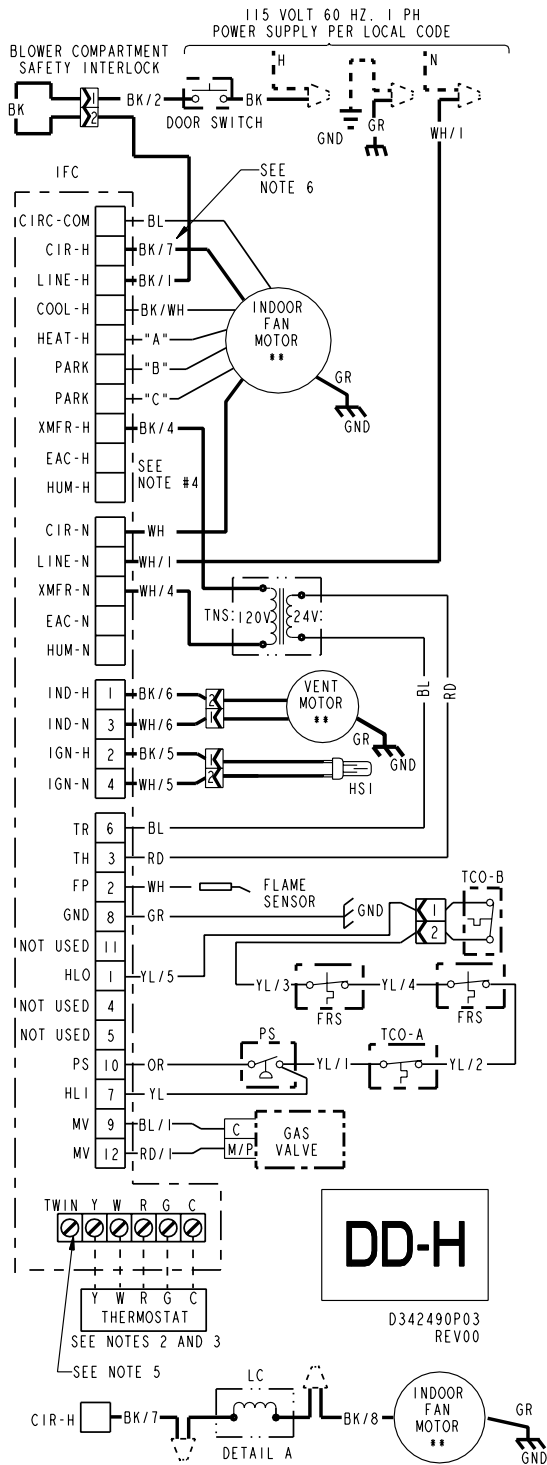 115 VOLT 60 HZ. 1 PH
POWER SUPPLY PER LOCAL CODE
BLOWER COMPARTMENT
SAFETY INTERLOCK
H
N
BK
1
2
BK/2
BK
DOOR SWITCH
GND
GR
WH/1
IFC
SEE
NOTE 6
CIRC-COM
BL
CIR-H
BK/7
LINE-H
BK/1
COOL-H
BK/WH
HEAT-H
"A"
PARK
"B"
PARK
"C"
XMFR-H
BK/4
EAC-H
HUM-H
SEE
NOTE #4
INDOOR
FAN
MOTOR
**
GR
GND
CIR-N
WH
LINE-N
WH/1
XMFR-N
WH/4
EAC-N
HUM-N
TNS
120V
24V
BL
RD
IND-H
1
BK/6
2
IND-N
3
WH/6
1
IGN-H
2
BK/5
1
IGN-N
4
WH/5
2
VENT
MOTOR
**
GR
GND
HSI
TR
6
BL
TH
3
RD
FP
2
WH
FLAME
SENSOR
GND
8
GR
GND
NOT USED
11
HLO
1
YL/5
NOT USED
4
NOT USED
5
PS
10
OR
HLI
7
YL
MV
9
BL/1
MV
12
RD/1
TCO-B
1
2
YL/3
YL/4
FRS
FRS
PS
TCO-A
YL/1
YL/2
C
M/P
GAS
VALVE
TWIN Y W R G C
Y W R G C
THERMOSTAT
SEE NOTES 2 AND 3
SEE NOTE 5
DD-H
D342490P03
REV00
CIR-H
BK/7
LC
DETAIL A
BK/8
INDOOR
FAN
MOTOR
**
GR
GND